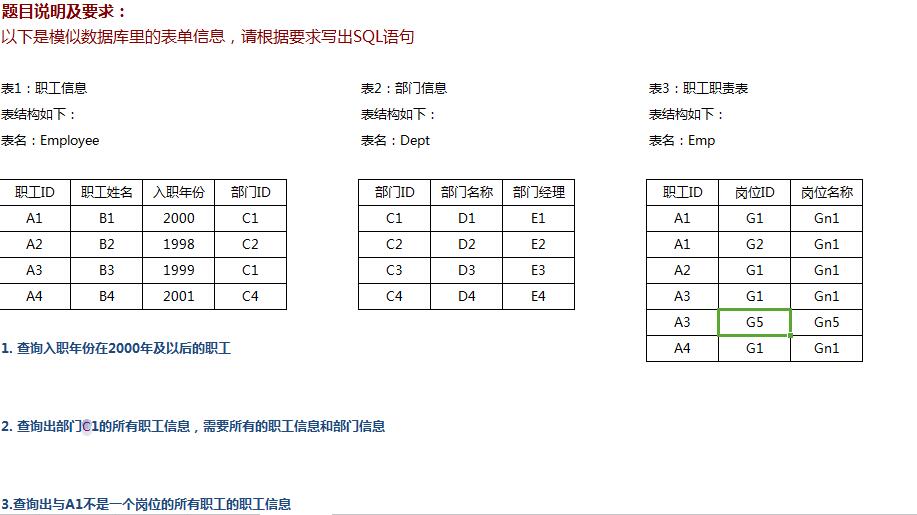 题目说明及要求：
以下是模似数据库里的表单信息，请根据要求写出SQL语句
表1：职工信息
表结构如下：
表名：Employee
职工ID 职工姓名 入职年份 部门ID
A1 B1 2000 C1
A2 B2 1998 C2
A3 B3 1999 C1
A4 B4 2001 C4
表2：部门信息
表结构如下：
表名：Dept
部门ID 部门名称 部门经理
C1 D1 E1
C2 D2 E2
C3 D3 E3
C4 D4 E4
表3：职工职责表
表结构如下：
表名：Emp
职工ID 岗位ID 岗位名称
A1 G1 Gn1
A1 G2 Gn1
A2 G1 Gn1
A3 G1 Gn1
A3 G5 Gn5
A4 G1 Gn1
1. 查询入职年份在2000年及以后的职工
2. 查询出部门C1的所有职工信息，需要所有的职工信息和部门信息
3.查询出与A1不是一个岗位的所有职工的职工信息